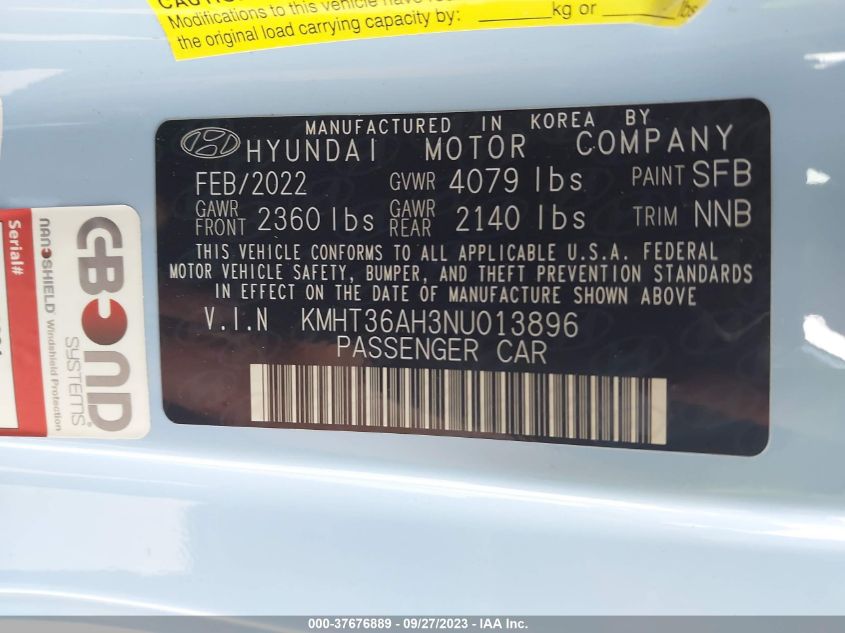 Modifications to this vehicle have
the original load carrying capacity by: ______ kg or ______ lbs
MANUFACTURED IN KOREA BY
HYUNDAI MOTOR COMPANY
FEB/2022 GVWR 4079 lbs PAINT SFB
GAWR FRONT 2360 lbs GAWR REAR 2140 lbs TRIM NNB
THIS VEHICLE CONFORMS TO ALL APPLICABLE U.S.A. FEDERAL
MOTOR VEHICLE SAFETY, BUMPER, AND THEFT PREVENTION STANDARDS
IN EFFECT ON THE DATE OF MANUFACTURE SHOWN ABOVE
V.I.N KMHT36AH3NU013896
PASSENGER CAR
Serial#
NANOSHIELD
Windshield Protection
CBOND
SYSTEMS
000-37676889 - 09/27/2023 - IAA Inc.